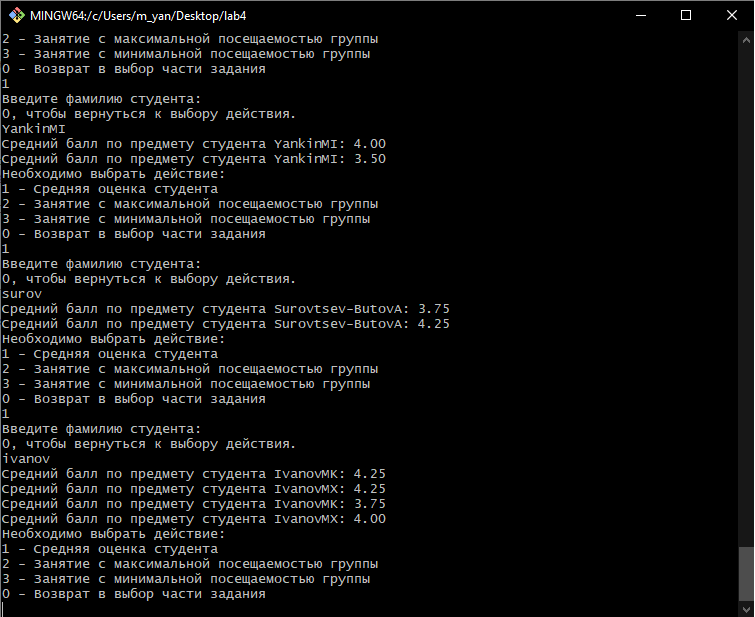 MINGW64:/c/Users/m_yan/Desktop/lab4
2 - Занятие с максимальной посещаемостью группы
3 - Занятие с минимальной посещаемостью группы
0 - Возврат в выбор части задания
1
Введите фамилию студента:
0, чтобы вернуться к выбору действия.
YankinMI
Средний балл по предмету студента YankinMI: 4.00
Средний балл по предмету студента YankinMI: 3.50
Необходимо выбрать действие:
1 - Средняя оценка студента
2 - Занятие с максимальной посещаемостью группы
3 - Занятие с минимальной посещаемостью группы
0 - Возврат в выбор части задания
1
Введите фамилию студента:
0, чтобы вернуться к выбору действия.
surov
Средний балл по предмету студента Surovtsev-ButovA: 3.75
Средний балл по предмету студента Surovtsev-ButovA: 4.25
Необходимо выбрать действие:
1 - Средняя оценка студента
2 - Занятие с максимальной посещаемостью группы
3 - Занятие с минимальной посещаемостью группы
0 - Возврат в выбор части задания
1
Введите фамилию студента:
0, чтобы вернуться к выбору действия.
ivanov
Средний балл по предмету студента IvanovMK: 4.25
Средний балл по предмету студента IvanovMX: 4.25
Средний балл по предмету студента IvanovMK: 3.75
Средний балл по предмету студента IvanovMX: 4.00
Необходимо выбрать действие:
1 - Средняя оценка студента
2 - Занятие с максимальной посещаемостью группы
3 - Занятие с минимальной посещаемостью группы
0 - Возврат в выбор части задания